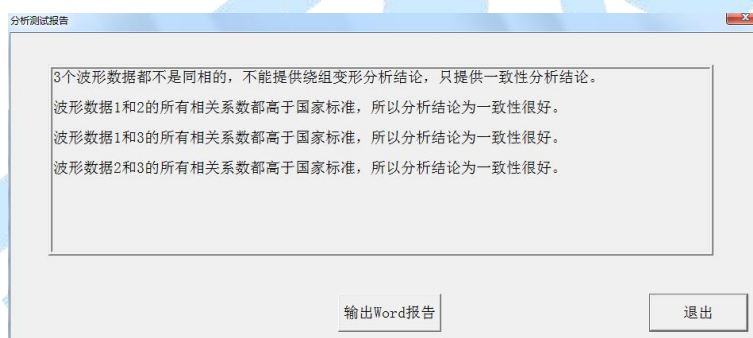 分析测试报告
3个波形数据都不是同相的，不能提供绕组变形分析结论，只提供一致性分析结论。
波形数据1和2的所有相关系数都高于国家标准，所以分析结论为一致性很好。
波形数据1和3的所有相关系数都高于国家标准，所以分析结论为一致性很好。
波形数据2和3的所有相关系数都高于国家标准，所以分析结论为一致性很好。
输出Word报告
退出